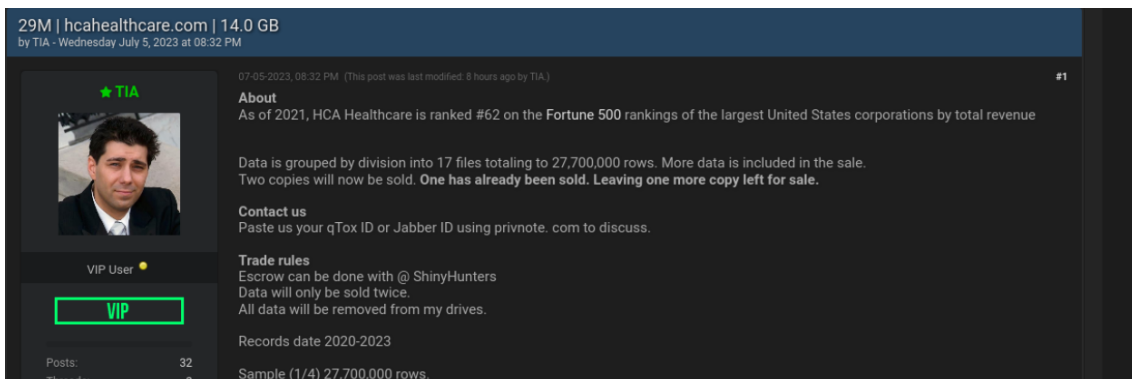 29M | hcahealthcare.com | 14.0 GB
by TIA - Wednesday July 5, 2023 at 08:32 PM
07-05-2023, 08:32 PM (This post was last modified: 8 hours ago by TIA.)
#1
TIA
About
As of 2021, HCA Healthcare is ranked #62 on the Fortune 500 rankings of the largest United States corporations by total revenue
Data is grouped by division into 17 files totaling to 27,700,000 rows. More data is included in the sale.
Two copies will now be sold. One has already been sold. Leaving one more copy left for sale.
Contact us
Paste us your qTox ID or Jabber ID using privnote. com to discuss.
Trade rules
Escrow can be done with @ ShinyHunters
Data will only be sold twice.
All data will be removed from my drives.
Records date 2020-2023
Sample (1/4) 27,700,000 rows.
VIP User
VIP
Posts: 32